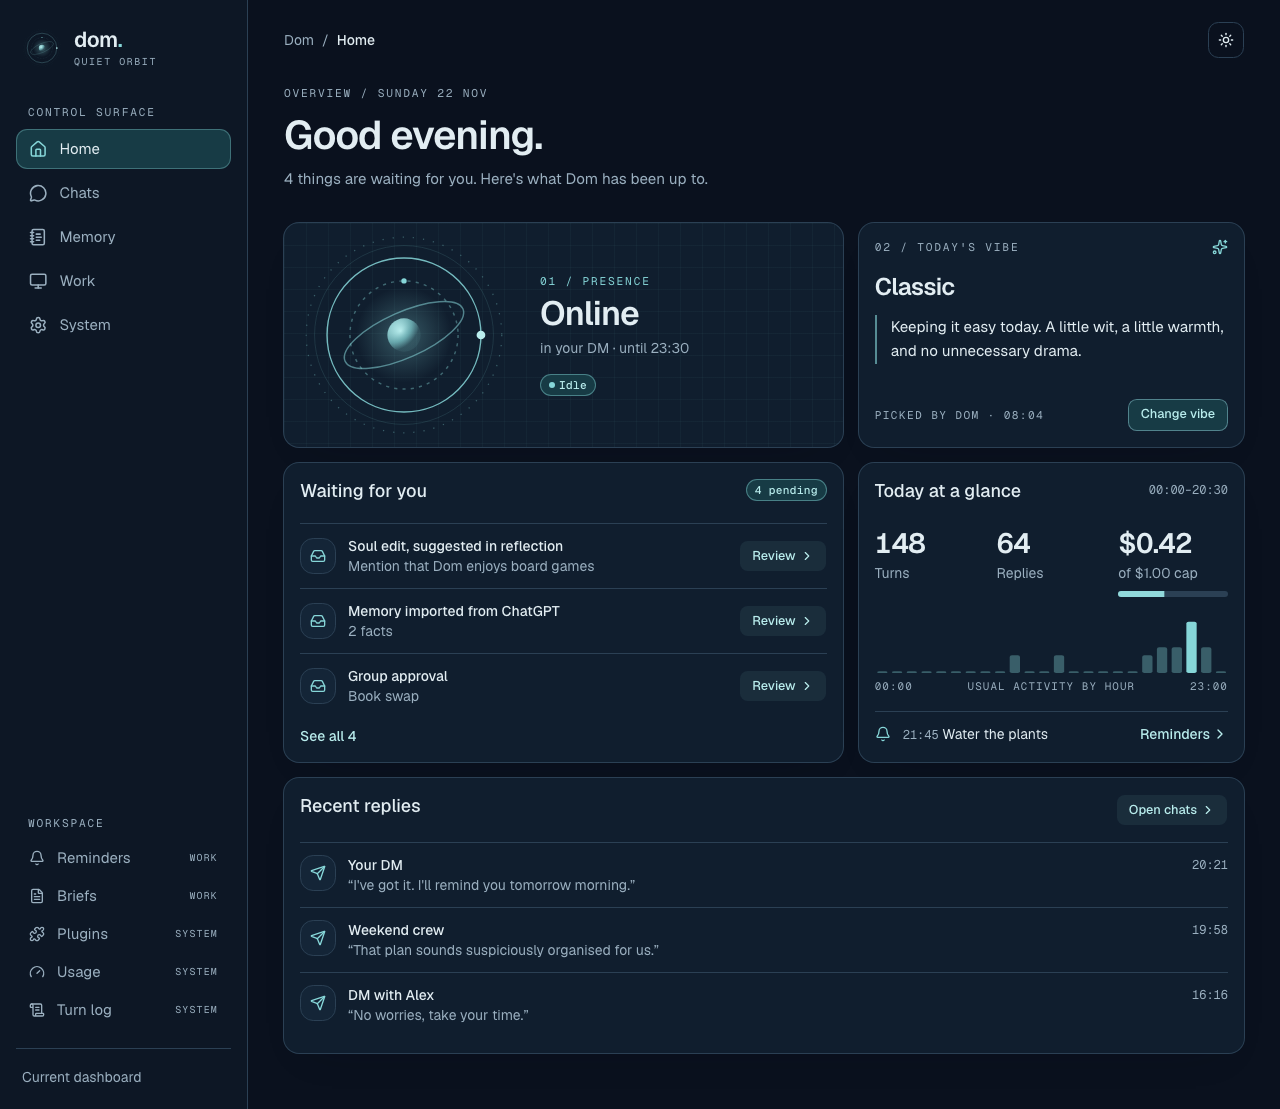 dom.
QUIET ORBIT
CONTROL SURFACE
Home
Chats
Memory
Work
System
WORKSPACE
Reminders WORK
Briefs WORK
Plugins SYSTEM
Usage SYSTEM
Turn log SYSTEM
Current dashboard
Dom / Home
OVERVIEW / SUNDAY 22 NOV
Good evening.
4 things are waiting for you. Here's what Dom has been up to.
01 / PRESENCE
Online
in your DM · until 23:30
Idle
02 / TODAY'S VIBE
Classic
Keeping it easy today. A little wit, a little warmth,
and no unnecessary drama.
PICKED BY DOM · 08:04
Change vibe
Waiting for you
4 pending
Soul edit, suggested in reflection
Mention that Dom enjoys board games
Review
Memory imported from ChatGPT
2 facts
Review
Group approval
Book swap
Review
See all 4
Today at a glance
00:00–20:30
148
Turns
64
Replies
$0.42
of $1.00 cap
00:00 USUAL ACTIVITY BY HOUR 23:00
21:45 Water the plants
Reminders
Recent replies
Open chats
Your DM
20:21
“I've got it. I'll remind you tomorrow morning.”
Weekend crew
19:58
“That plan sounds suspiciously organised for us.”
DM with Alex
16:16
“No worries, take your time.”